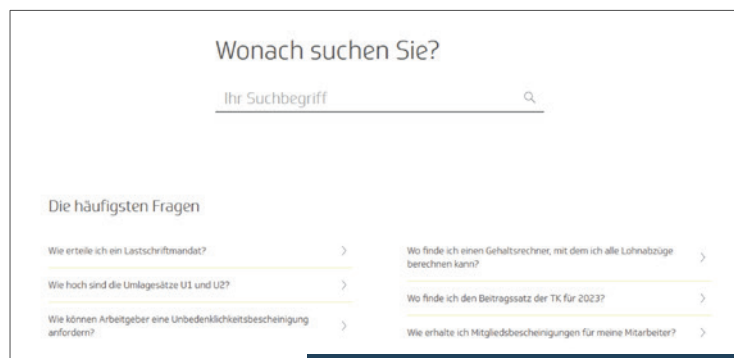 Wonach suchen Sie?
Ihr Suchbegriff
Die häufigsten Fragen
Wie erteile ich ein Lastschriftmandat?
Wie hoch sind die Umlagesätze U1 und U2?
Wie können Arbeitgeber eine Unbedenklichkeitsbescheinigung
anfordern?
Wo finde ich einen Gehaltsrechner, mit dem ich alle Lohnabzüge
berechnen kann?
Wo finde ich den Beitragssatz der TK für 2023?
Wie erhalte ich Mitgliedsbescheinigungen für meine Mitarbeiter?